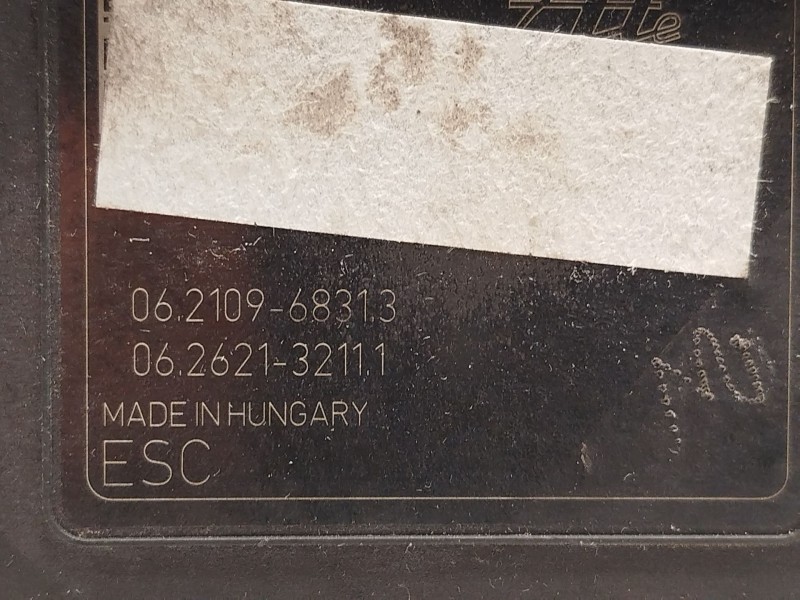 06.2109-6831.3
06.2621-3211.1
MADE IN HUNGARY
ESC